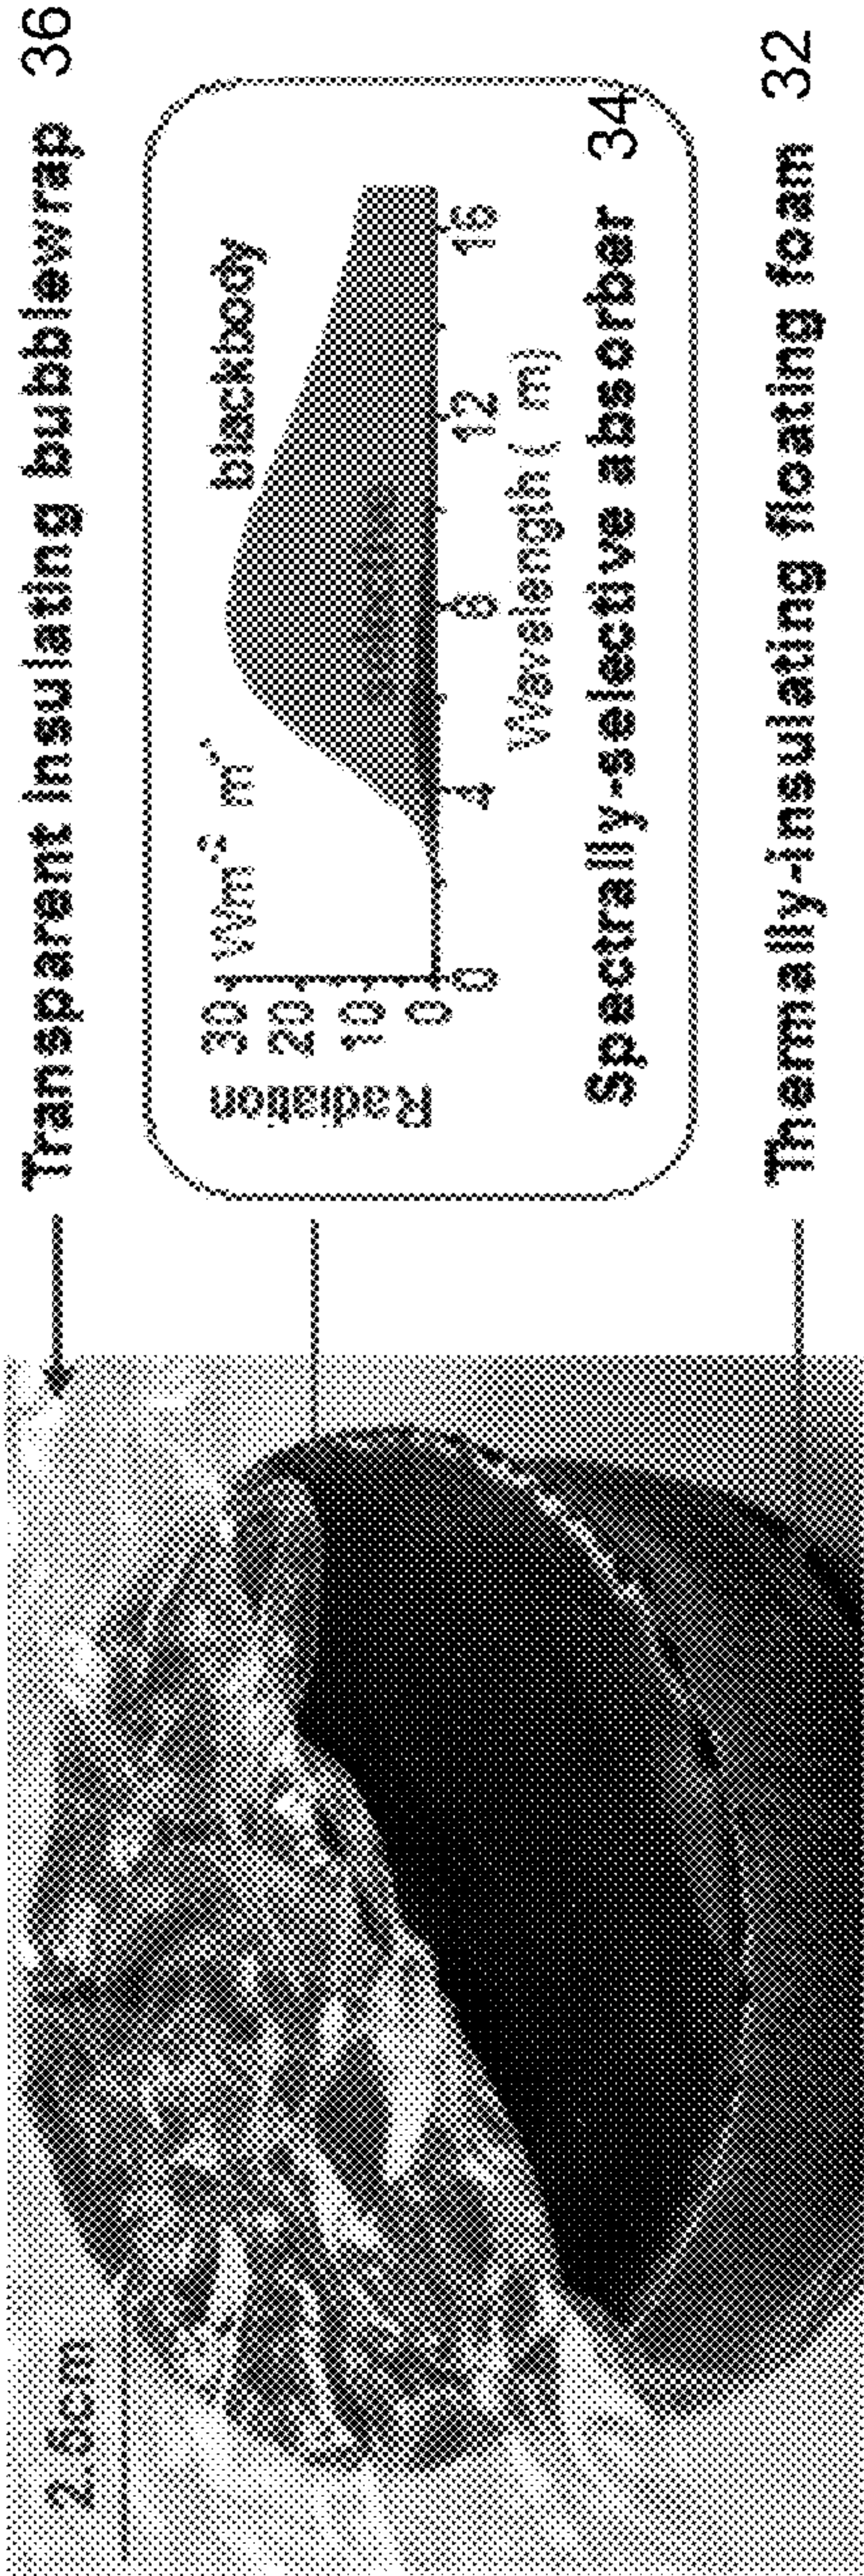 Transparent insulating bubblewrap 36
2.5cm
Radiation
30
20
10
0
Wm⁻² m⁻¹
blackbody
selective
0 4 8 12 16
Wavelength ( m)
Spectrally-selective absorber 34
Thermally-insulating floating foam 32